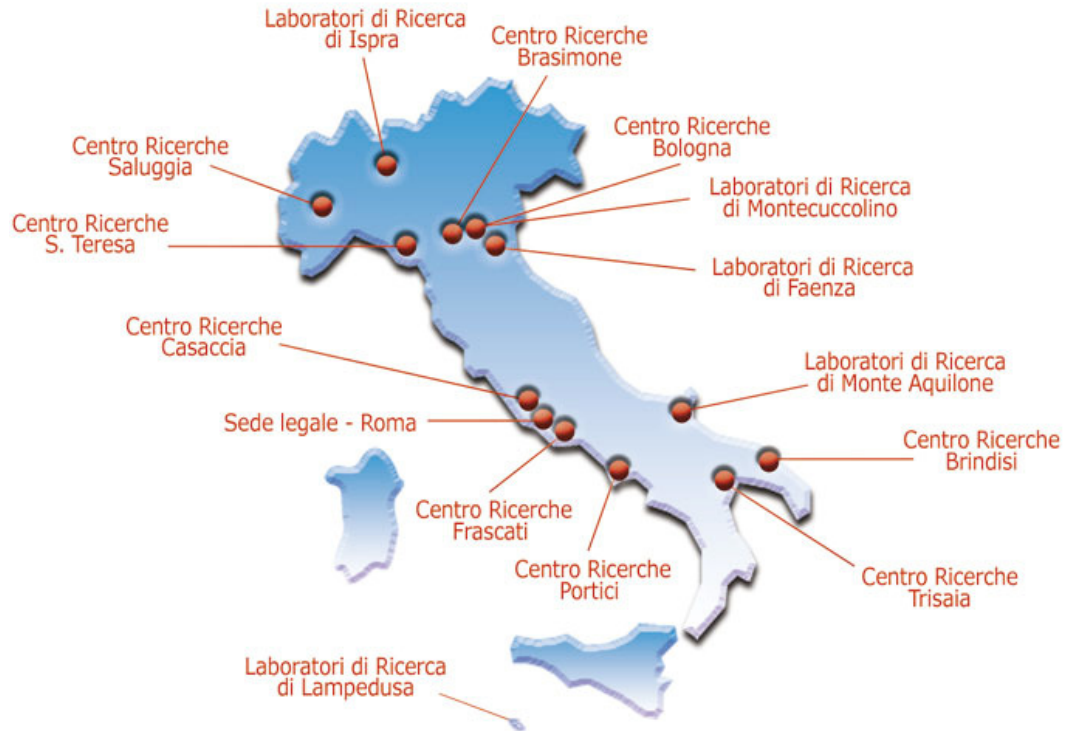 Laboratori di Ricerca
di Ispra
Centro Ricerche
Brasimone
Centro Ricerche
Bologna
Centro Ricerche
Saluggia
Laboratori di Ricerca
di Montecuccolino
Centro Ricerche
S. Teresa
Laboratori di Ricerca
di Faenza
Centro Ricerche
Casaccia
Laboratori di Ricerca
di Monte Aquilone
Sede legale - Roma
Centro Ricerche
Brindisi
Centro Ricerche
Frascati
Centro Ricerche
Portici
Centro Ricerche
Trisaia
Laboratori di Ricerca
di Lampedusa